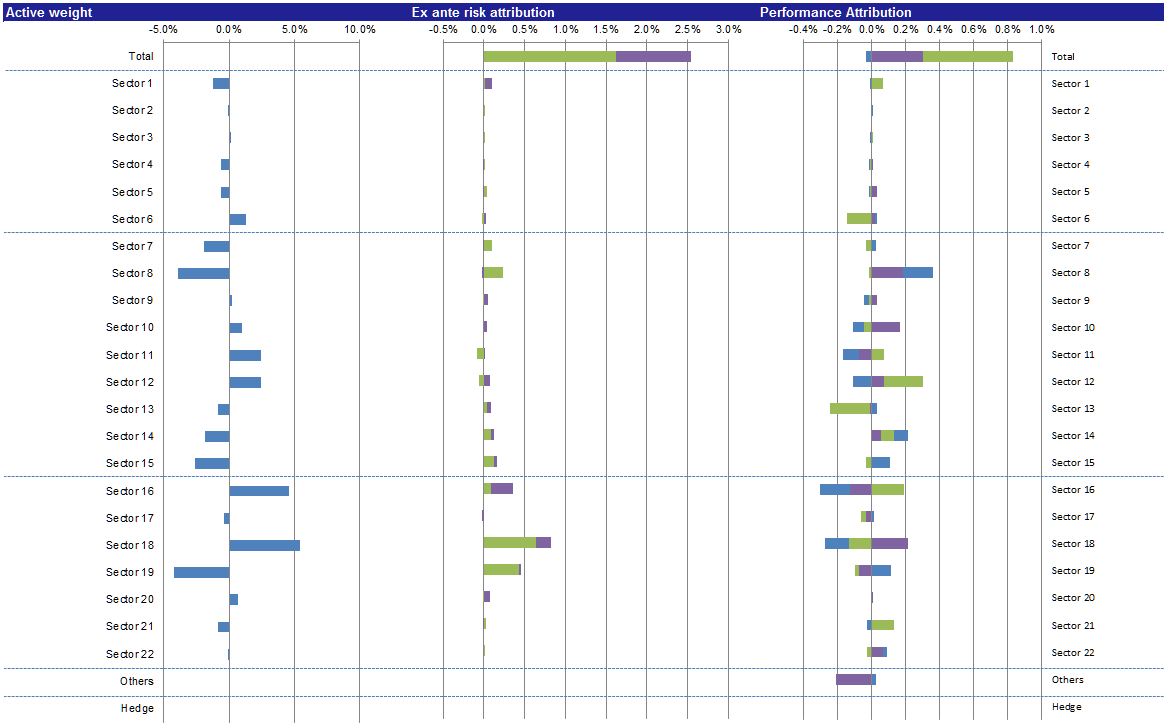 Active weight Ex ante risk attribution Performance Attribution
-5.0% 0.0% 5.0% 10.0% -0.5% 0.0% 0.5% 1.0% 1.5% 2.0% 2.5% 3.0% -0.4% -0.2% 0.0% 0.2% 0.4% 0.6% 0.8% 1.0%
Total Total
Sector 1 Sector 1
Sector 2 Sector 2
Sector 3 Sector 3
Sector 4 Sector 4
Sector 5 Sector 5
Sector 6 Sector 6
Sector 7 Sector 7
Sector 8 Sector 8
Sector 9 Sector 9
Sector 10 Sector 10
Sector 11 Sector 11
Sector 12 Sector 12
Sector 13 Sector 13
Sector 14 Sector 14
Sector 15 Sector 15
Sector 16 Sector 16
Sector 17 Sector 17
Sector 18 Sector 18
Sector 19 Sector 19
Sector 20 Sector 20
Sector 21 Sector 21
Sector 22 Sector 22
Others Others
Hedge Hedge